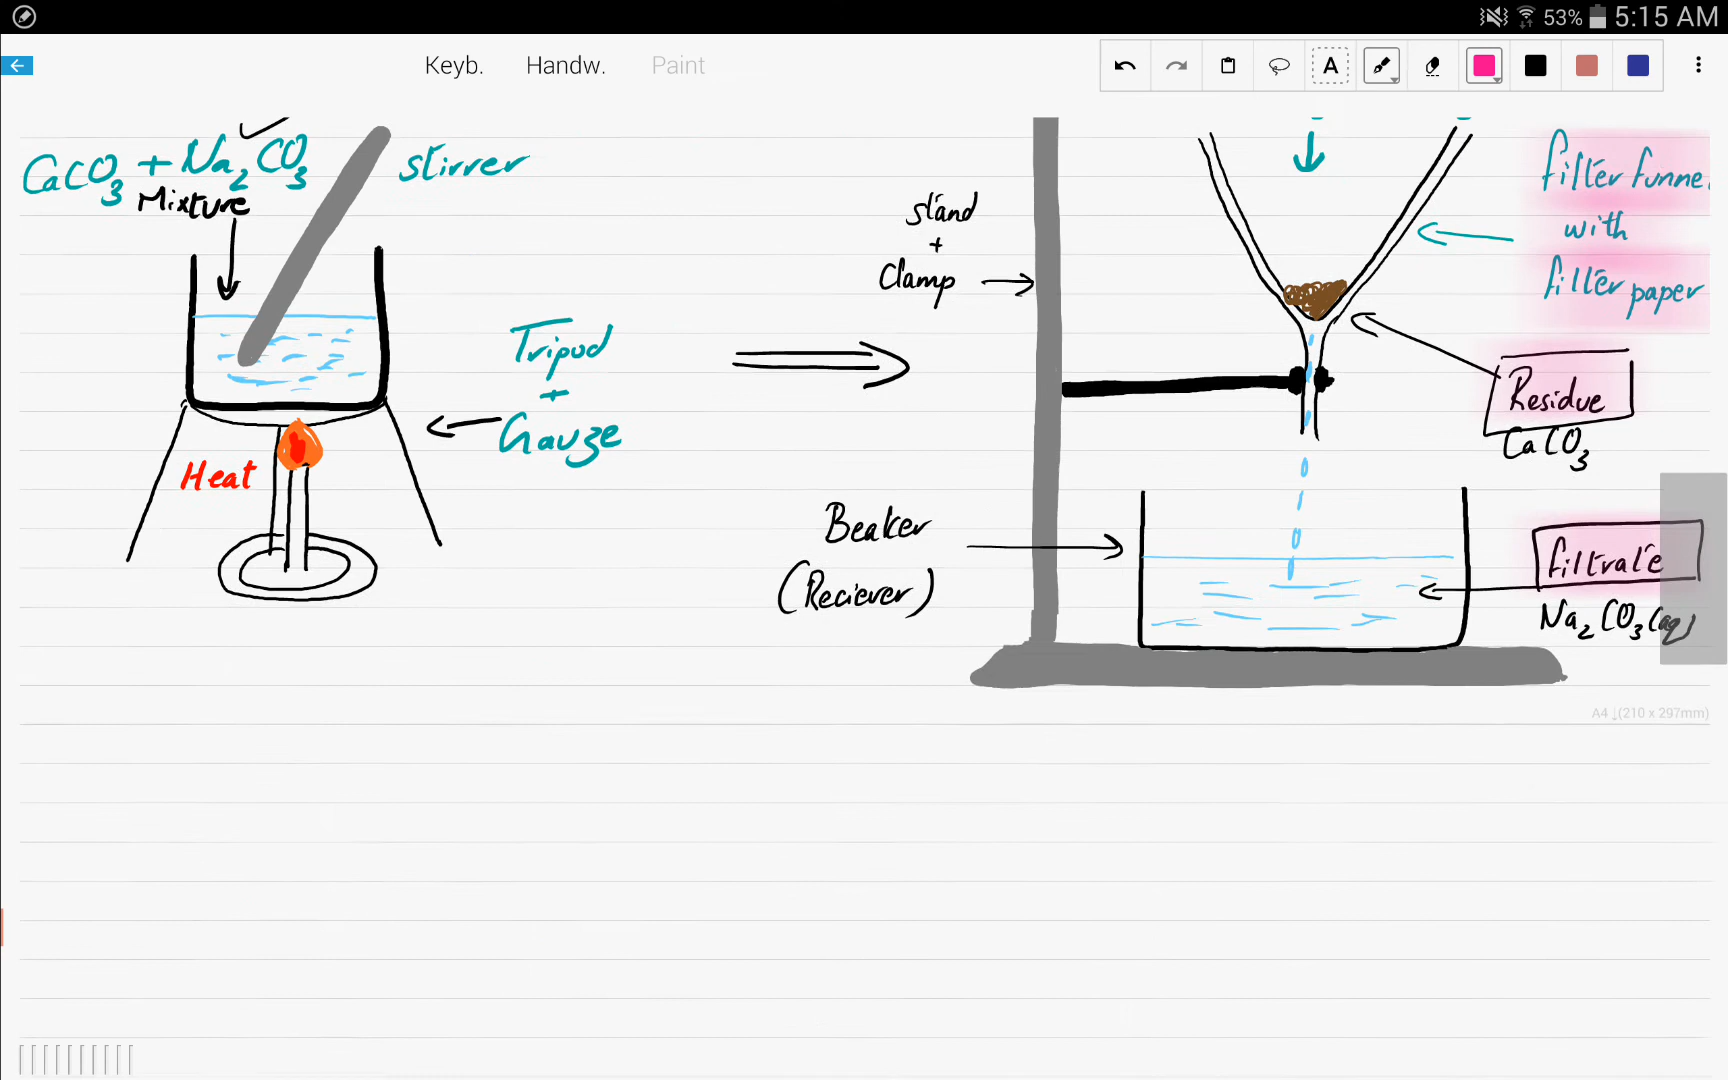 53% 5:15 AM
Keyb. Handw. Paint
A
CaCO3 + Na2CO3
Mixture
stirrer
Tripod
+
Gauze
Heat
stand
+
Clamp
filter funne
with
filter paper
Residue
CaCO3
Beaker
(Reciever)
filtrate
Na2CO3(aq)
A4 ↓(210 x 297mm)